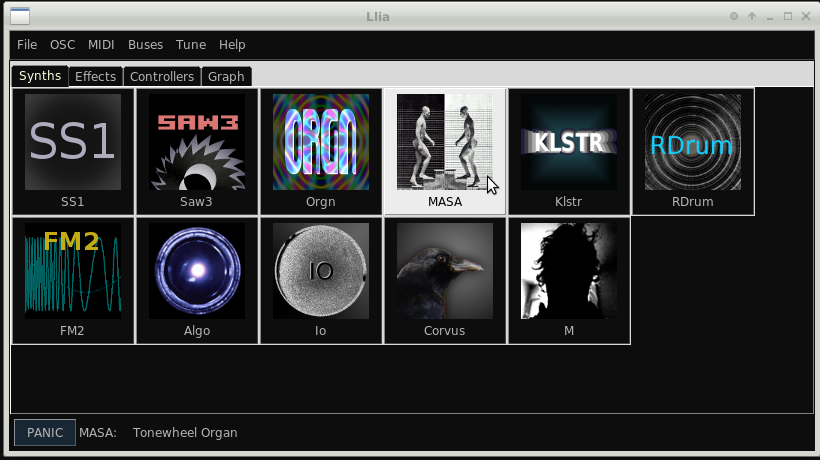 Llia
File OSC MIDI Buses Tune Help
Synths Effects Controllers Graph
SS1 SAW3 ORGN KLSTR RDrum
SS1 Saw3 Orgn MASA Klstr RDrum
FM2 IO
FM2 Algo Io Corvus M
PANIC MASA: Tonewheel Organ